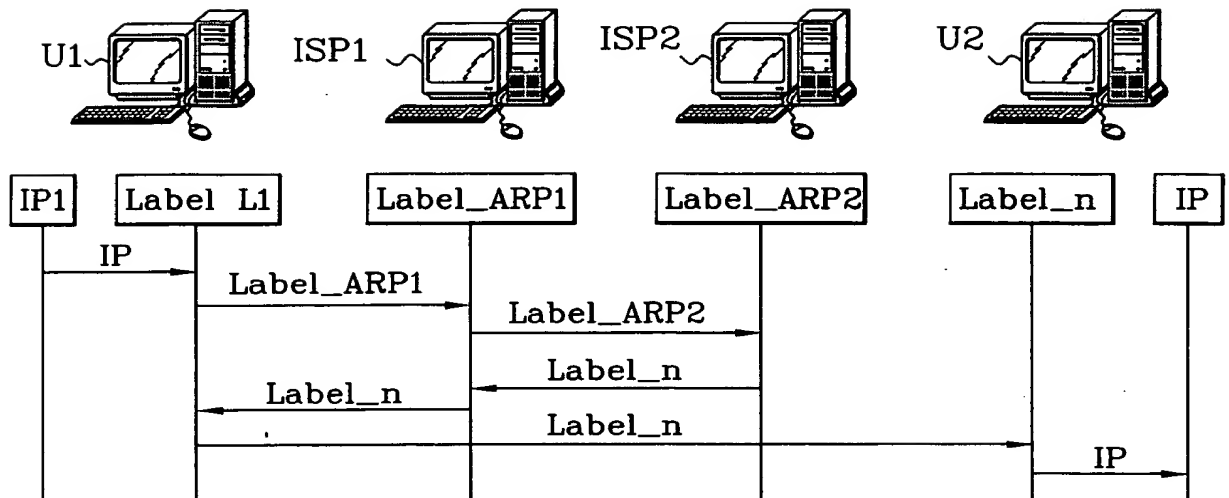 U1
ISP1
ISP2
U2
IP1
Label L1
Label_ARP1
Label_ARP2
Label_n
IP
IP
Label_ARP1
Label_ARP2
Label_n
Label_n
Label_n
IP